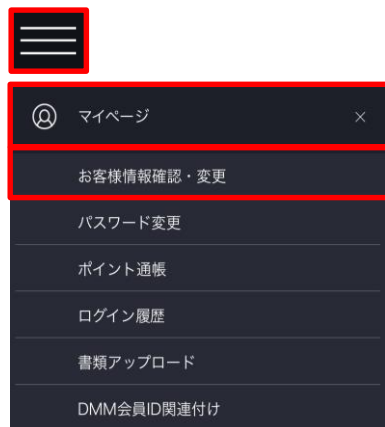 マイページ
お客様情報確認・変更
パスワード変更
ポイント通帳
ログイン履歴
書類アップロード
DMM会員ID関連付け